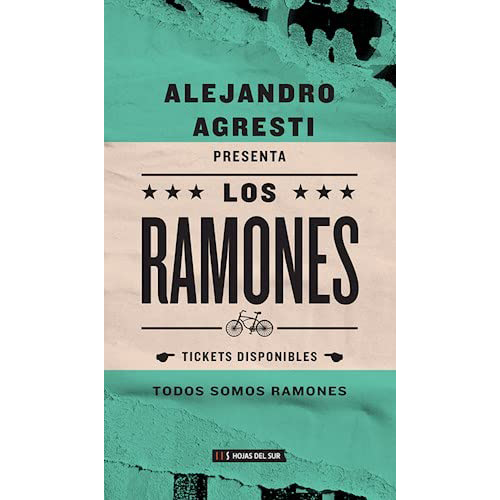 ALEJANDRO
AGRESTI
PRESENTA
LOS
RAMONES
TICKETS DISPONIBLES
TODOS SOMOS RAMONES
HOJAS DEL SUR